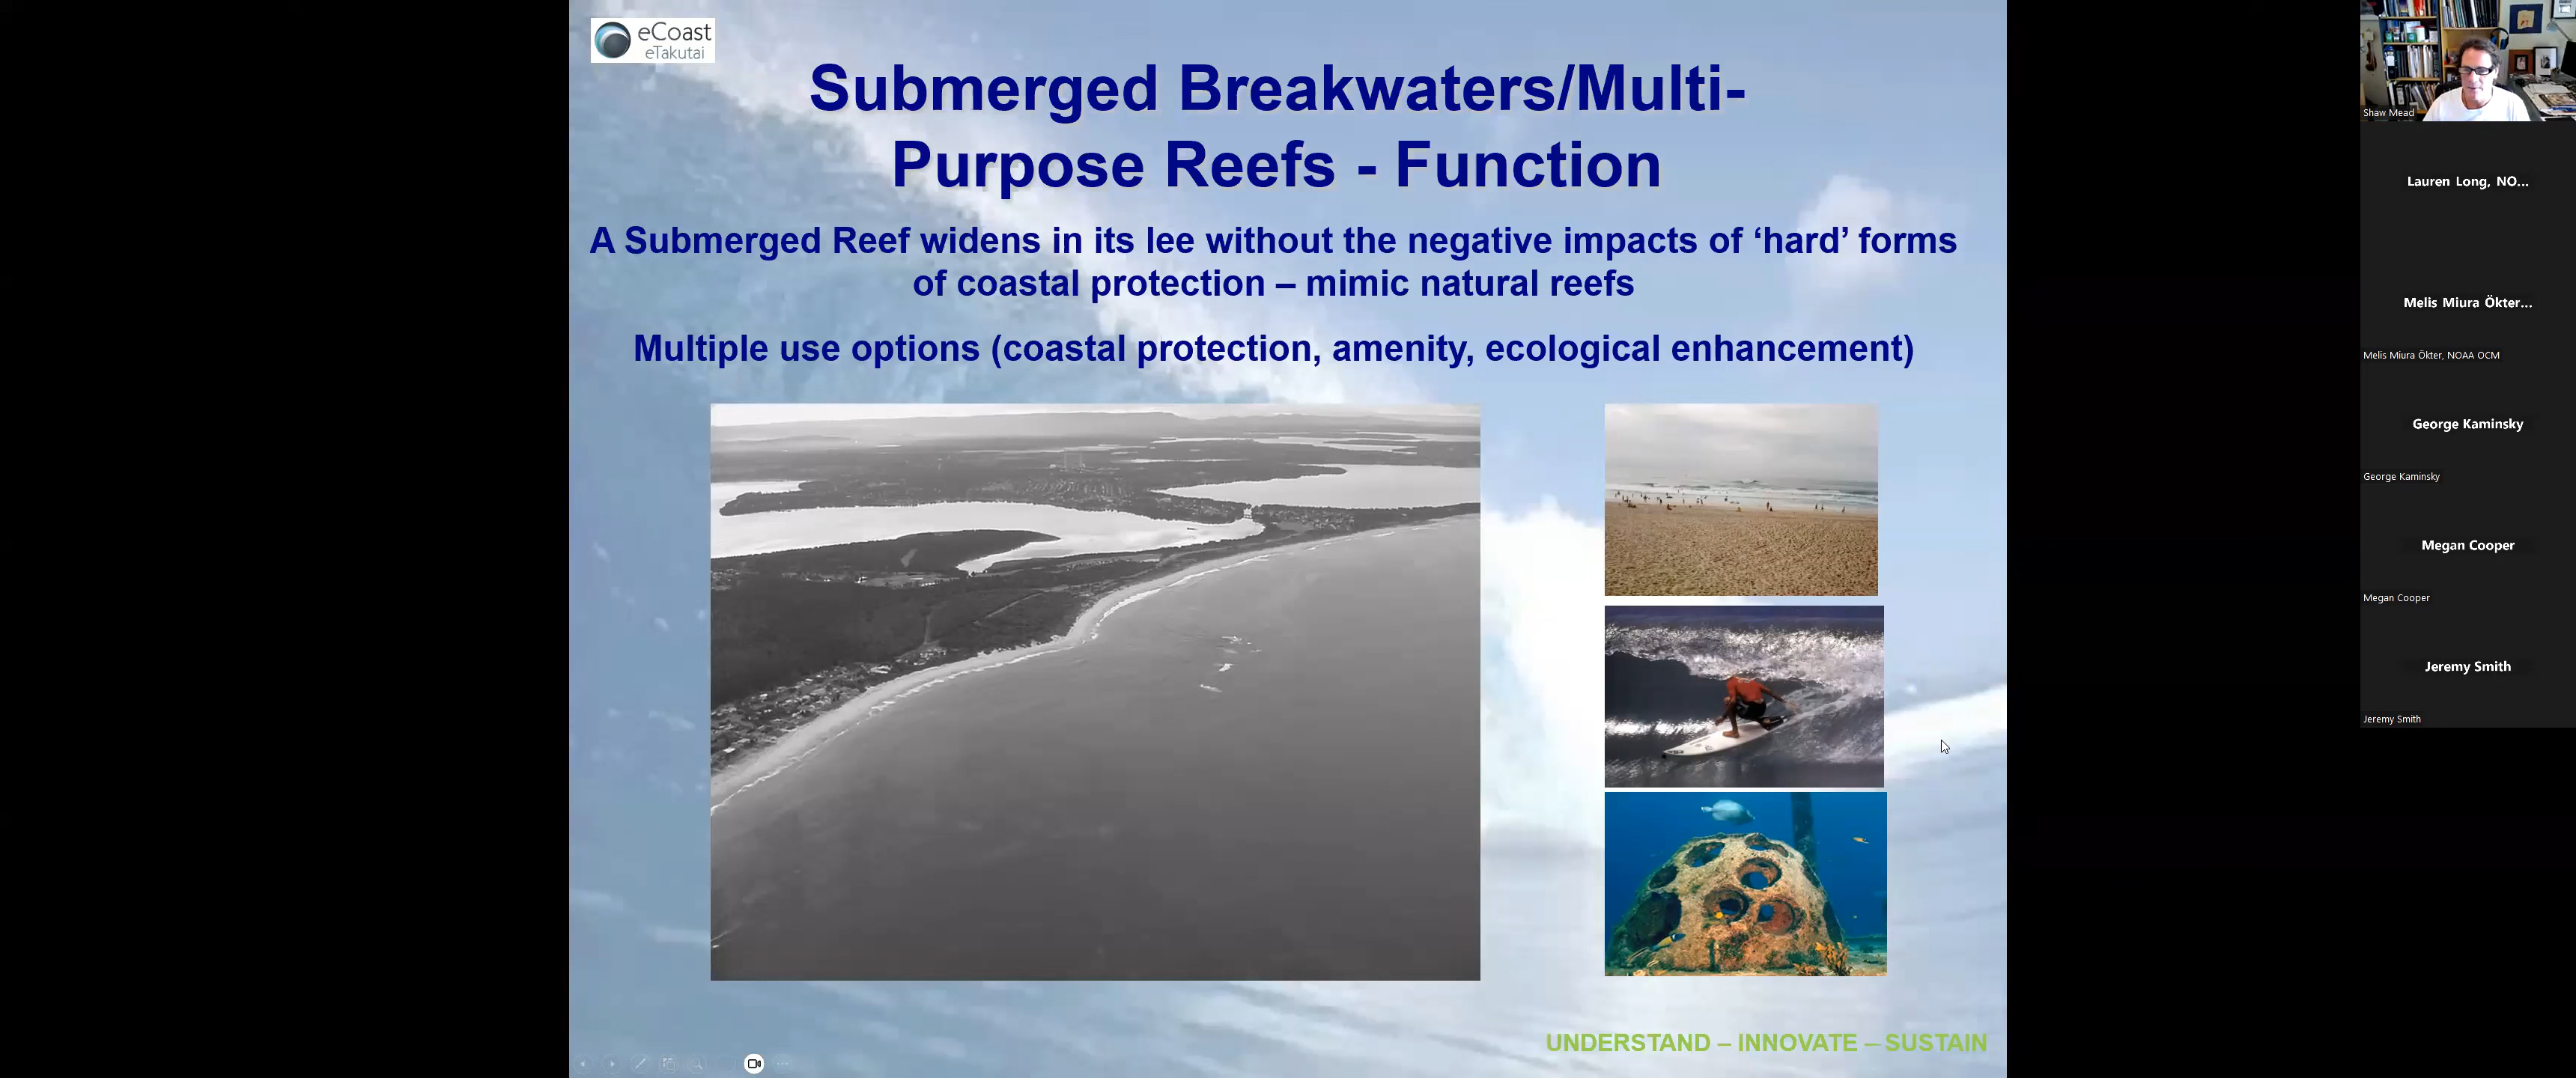 eCoast
eTakutai
Submerged Breakwaters/Multi-
Purpose Reefs - Function
A Submerged Reef widens in its lee without the negative impacts of ‘hard’ forms
of coastal protection – mimic natural reefs
Multiple use options (coastal protection, amenity, ecological enhancement)
UNDERSTAND – INNOVATE – SUSTAIN
Shaw Mead
Lauren Long, NO...
Melis Miura Ökter...
Melis Miura Ökter, NOAA OCM
George Kaminsky
George Kaminsky
Megan Cooper
Megan Cooper
Jeremy Smith
Jeremy Smith